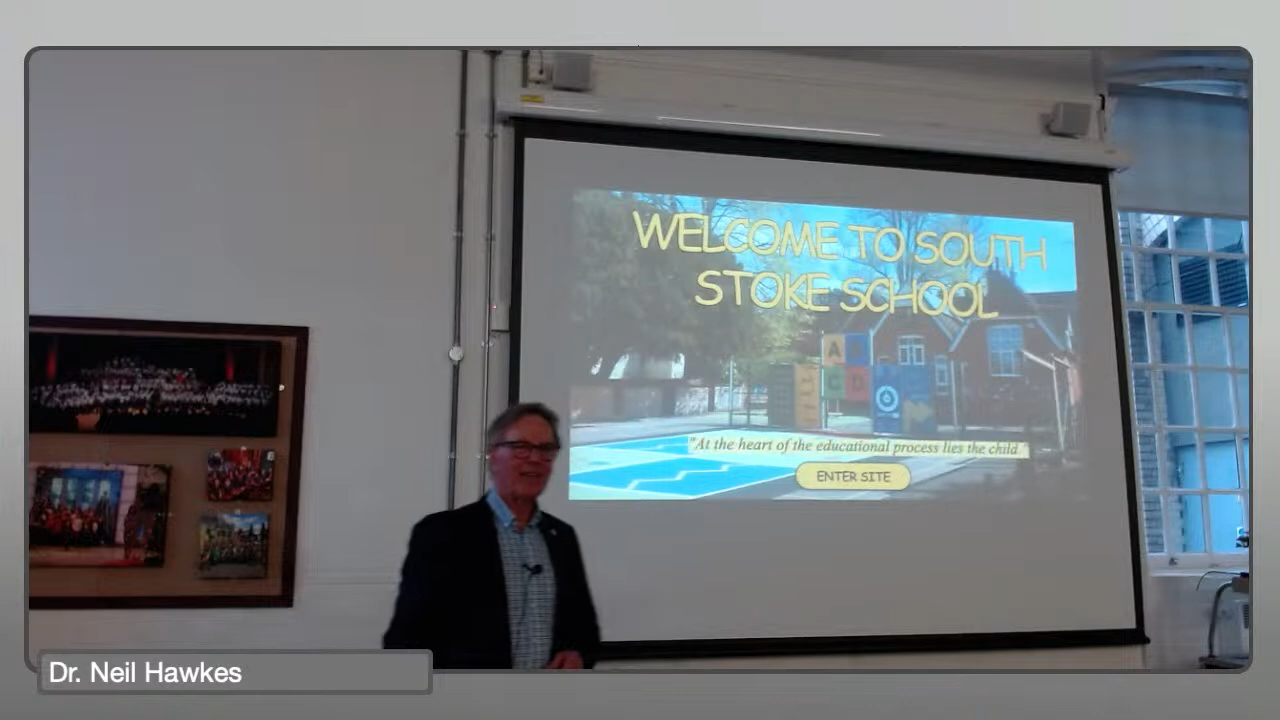 WELCOME TO SOUTH
STOKE SCHOOL
A
C D
"At the heart of the educational process lies the child."
ENTER SITE
Dr. Neil Hawkes